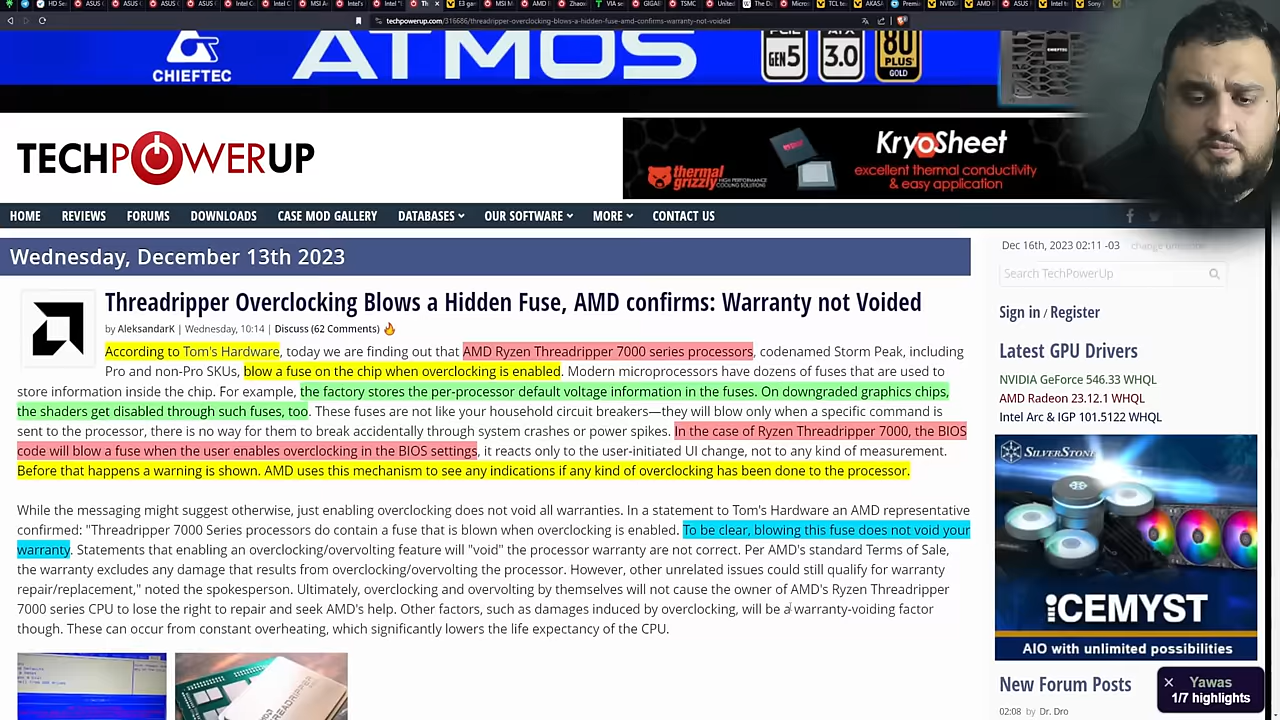 techpowerup.com/316686/threadripper-overclocking-blows-a-hidden-fuse-amd-confirms-warranty-not-voided
CHIEFTEC
ATMOS
PCIE GEN 5
ATX 3.0
80 PLUS GOLD
TECHPOWERUP
thermal grizzly
HIGH PERFORMANCE COOLING SOLUTIONS
KryoSheet
excellent thermal conductivity
& easy application
HOME REVIEWS FORUMS DOWNLOADS CASE MOD GALLERY DATABASES OUR SOFTWARE MORE CONTACT US
Wednesday, December 13th 2023
Dec 16th, 2023 02:11 -03 change timezone
Search TechPowerUp
Threadripper Overclocking Blows a Hidden Fuse, AMD confirms: Warranty not Voided
by AleksandarK | Wednesday, 10:14 | Discuss (62 Comments)
According to Tom's Hardware, today we are finding out that AMD Ryzen Threadripper 7000 series processors, codenamed Storm Peak, including
Pro and non-Pro SKUs, blow a fuse on the chip when overclocking is enabled. Modern microprocessors have dozens of fuses that are used to
store information inside the chip. For example, the factory stores the per-processor default voltage information in the fuses. On downgraded graphics chips,
the shaders get disabled through such fuses, too. These fuses are not like your household circuit breakers—they will blow only when a specific command is
sent to the processor, there is no way for them to break accidentally through system crashes or power spikes. In the case of Ryzen Threadripper 7000, the BIOS
code will blow a fuse when the user enables overclocking in the BIOS settings, it reacts only to the user-initiated UI change, not to any kind of measurement.
Before that happens a warning is shown. AMD uses this mechanism to see any indications if any kind of overclocking has been done to the processor.
While the messaging might suggest otherwise, just enabling overclocking does not void all warranties. In a statement to Tom's Hardware an AMD representative
confirmed: "Threadripper 7000 Series processors do contain a fuse that is blown when overclocking is enabled. To be clear, blowing this fuse does not void your
warranty. Statements that enabling an overclocking/overvolting feature will "void" the processor warranty are not correct. Per AMD's standard Terms of Sale,
the warranty excludes any damage that results from overclocking/overvolting the processor. However, other unrelated issues could still qualify for warranty
repair/replacement," noted the spokesperson. Ultimately, overclocking and overvolting by themselves will not cause the owner of AMD's Ryzen Threadripper
7000 series CPU to lose the right to repair and seek AMD's help. Other factors, such as damages induced by overclocking, will be a warranty-voiding factor
though. These can occur from constant overheating, which significantly lowers the life expectancy of the CPU.
Sign in / Register
Latest GPU Drivers
NVIDIA GeForce 546.33 WHQL
AMD Radeon 23.12.1 WHQL
Intel Arc & IGP 101.5122 WHQL
SILVERSTONE
iCEMYST
AIO with unlimited possibilities
New Forum Posts
02:08 by Dr. Dro
Yawas
1/7 highlights